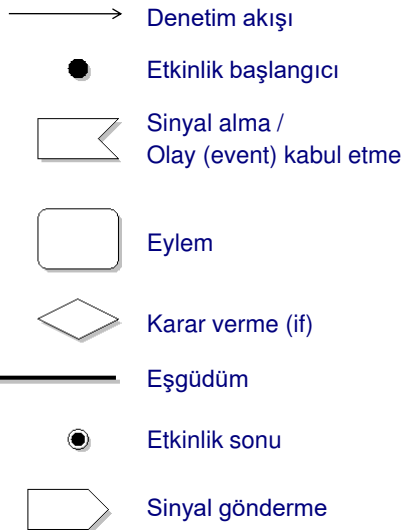 Denetim akışı
Etkinlik başlangıcı
Sinyal alma /
Olay (event) kabul etme
Eylem
Karar verme (if)
Eşgüdüm
Etkinlik sonu
Sinyal gönderme